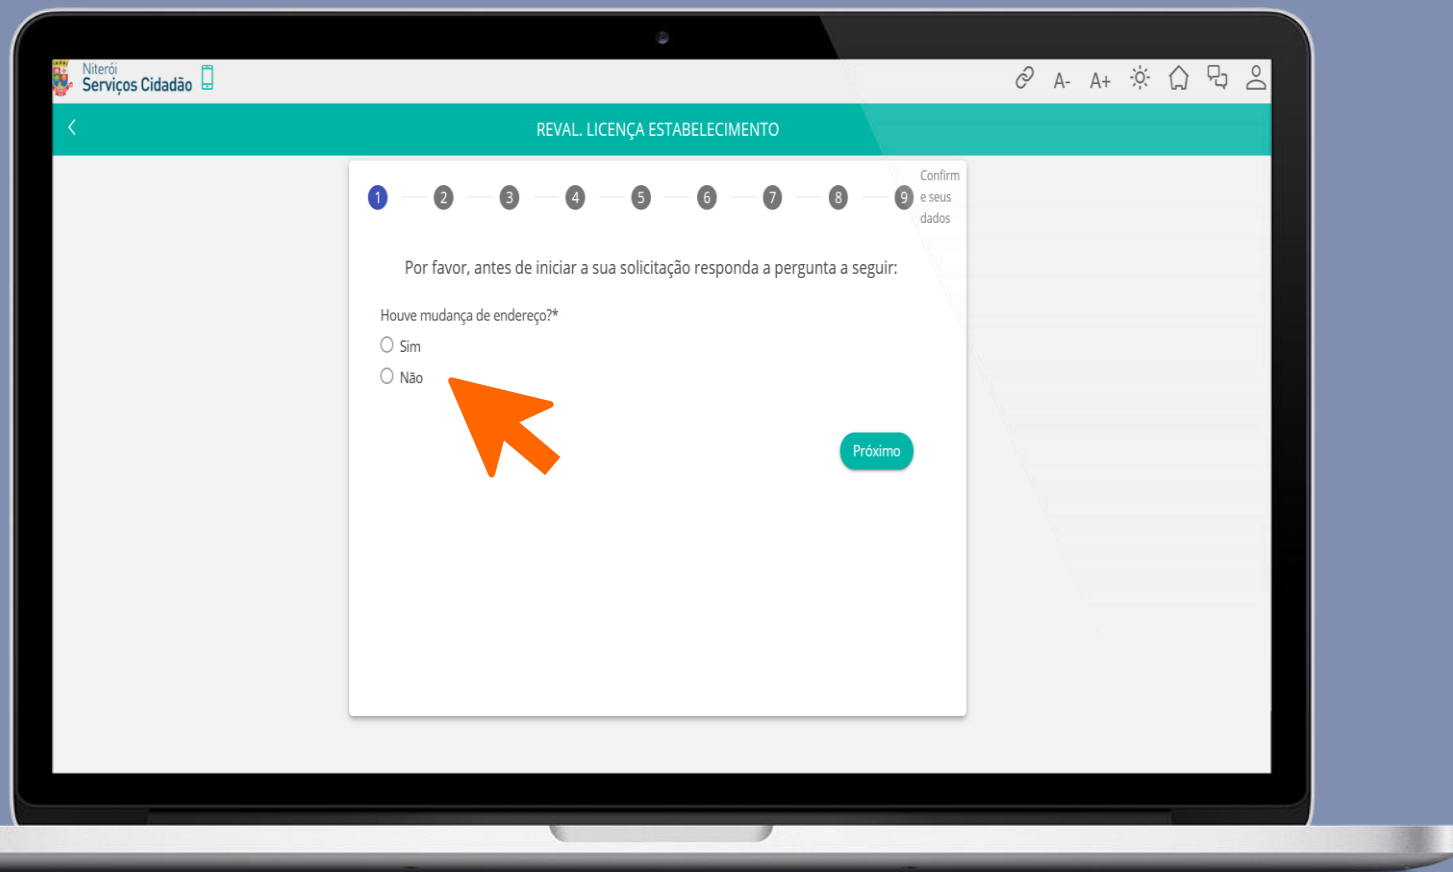 Niterói
Serviços Cidadão
A- A+
REVAL. LICENÇA ESTABELECIMENTO
1 2 3 4 5 6 7 8 9
Confirm
e seus
dados
Por favor, antes de iniciar a sua solicitação responda a pergunta a seguir:
Houve mudança de endereço?*
Sim
Não
Próximo